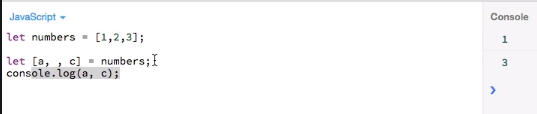 JavaScript
Console
let numbers = [1,2,3];
1
let [a, , c] = numbers;
3
console.log(a, c);